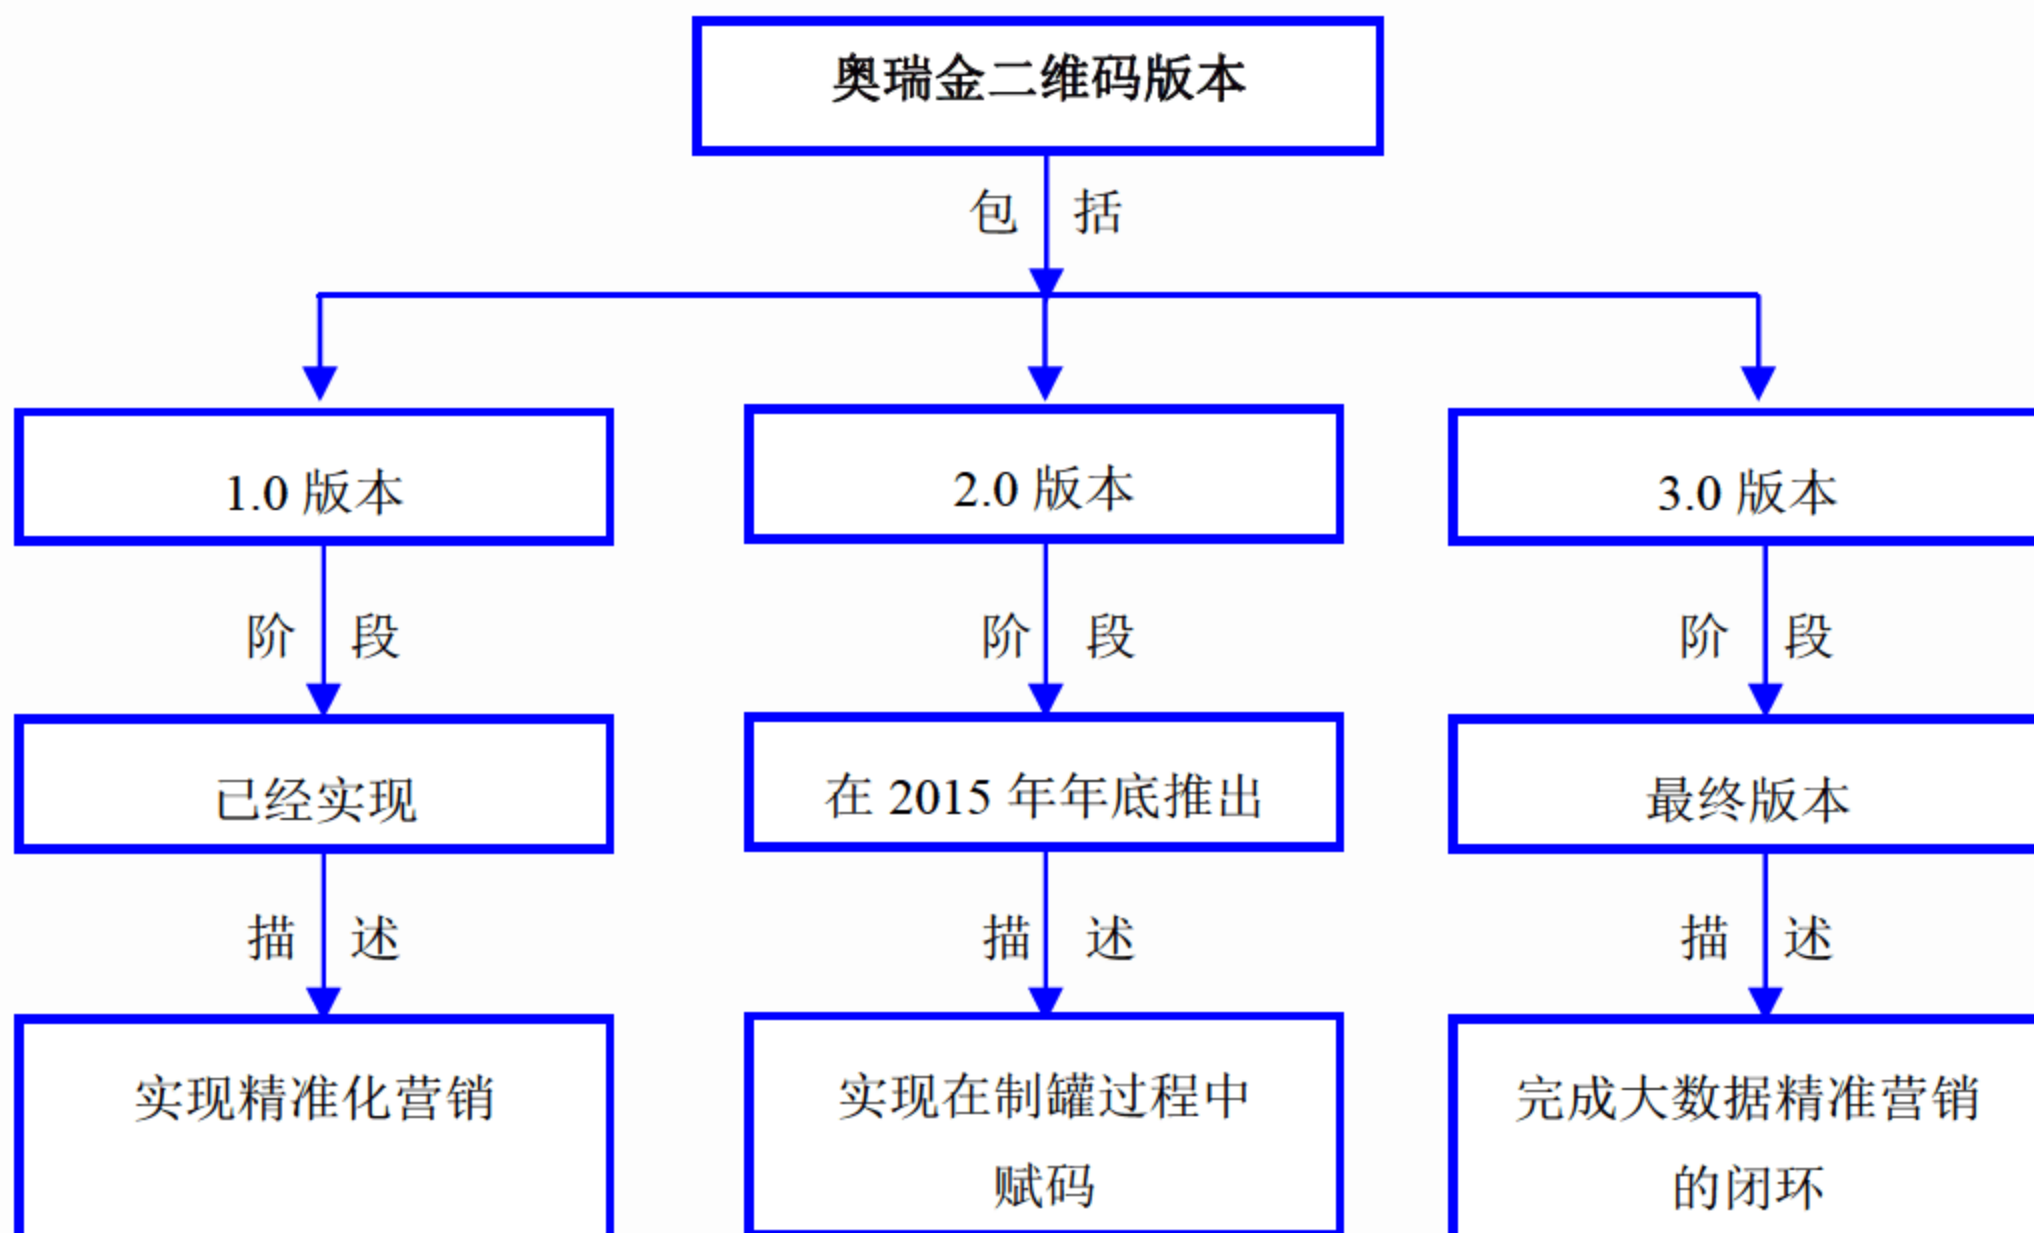 奥瑞金二维码版本
包 括
1.0 版本
2.0 版本
3.0 版本
阶 段
阶 段
阶 段
已经实现
在 2015 年年底推出
最终版本
描 述
描 述
描 述
实现精准化营销
实现在制罐过程中
赋码
完成大数据精准营销
的闭环